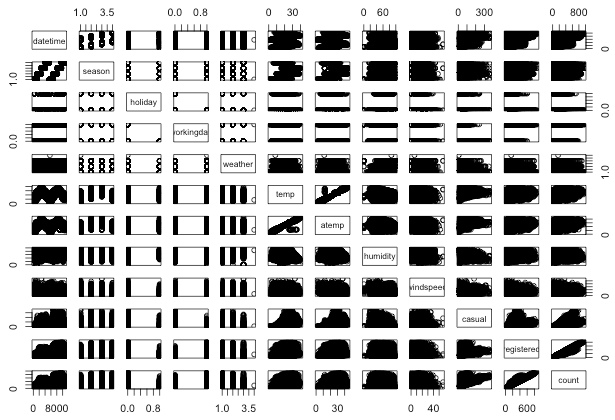 0.0 0.8 0 30 0 300 0 800
1.0 3.5
datetime
season
holiday
workingda
weather
temp
atemp
humidity
windspeed
casual
registered
count
1.0
0.0
0
0
0
0
0
1.0
0
0
0
0 8000 1.0 3.5 0 30 0 600
0.0 0.8 0 40